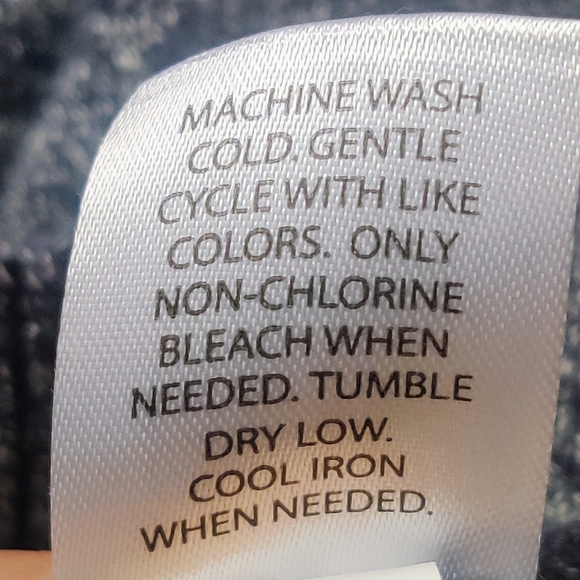 MACHINE WASH
COLD. GENTLE
CYCLE WITH LIKE
COLORS. ONLY
NON-CHLORINE
BLEACH WHEN
NEEDED. TUMBLE
DRY LOW.
COOL IRON
WHEN NEEDED.